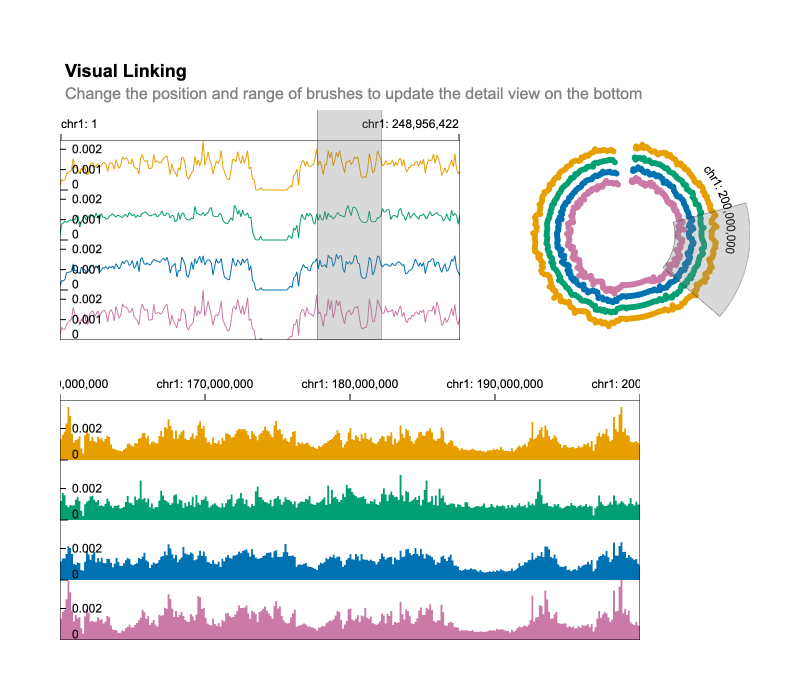 Visual Linking
Change the position and range of brushes to update the detail view on the bottom
chr1: 1
chr1: 248,956,422
0.002
0.001
0
0.002
0.001
0
0.002
0.001
0
0.002
0.001
0
chr1: 200,000,000
0,000,000
chr1: 170,000,000
chr1: 180,000,000
chr1: 190,000,000
chr1: 200
0.002
0
0.002
0
0.002
0
0.002
0